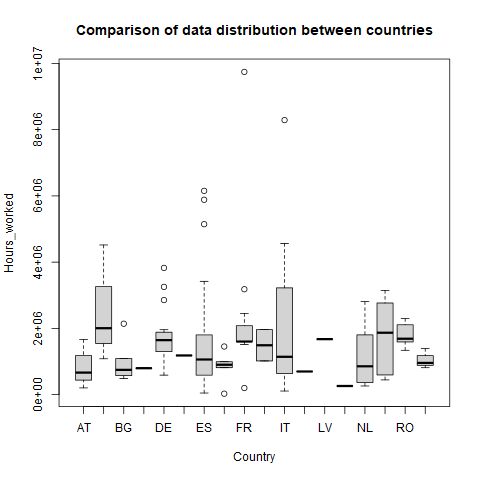 Comparison of data distribution between countries
Hours_worked
1e+07
8e+06
6e+06
4e+06
2e+06
0e+00
AT BG DE ES FR IT LV NL RO
Country